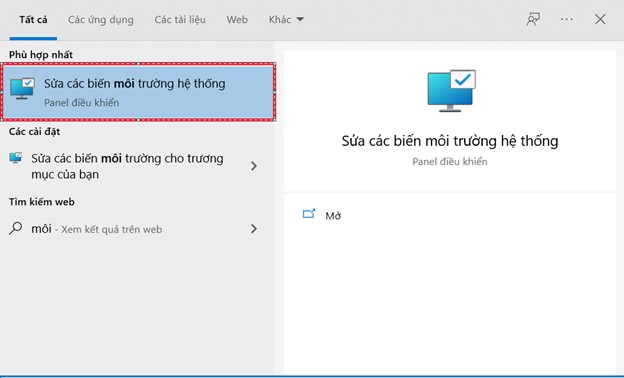 Tất cả
Các ứng dụng
Các tài liệu
Web
Khác
Phù hợp nhất
Sửa các biến môi trường hệ thống
Panel điều khiển
Các cài đặt
Sửa các biến môi trường cho trương
mục của bạn
Tìm kiếm web
môi - Xem kết quả trên web
Sửa các biến môi trường hệ thống
Panel điều khiển
Mở